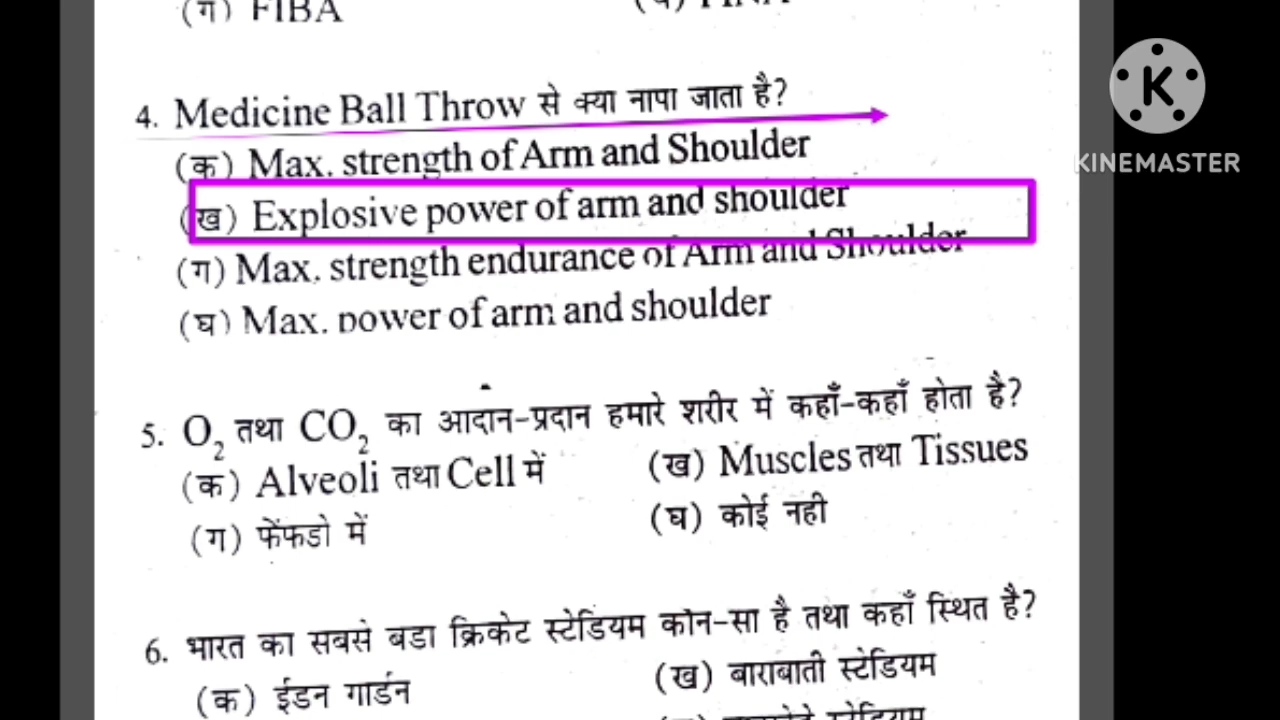 (ग) FIBA
4. Medicine Ball Throw से क्या नापा जाता है?
(क) Max. strength of Arm and Shoulder
(ख) Explosive power of arm and shoulder
(ग) Max. strength endurance of Arm and Shoulder
(घ) Max. power of arm and shoulder
5. O₂ तथा CO₂ का आदान-प्रदान हमारे शरीर में कहाँ-कहाँ होता है?
(क) Alveoli तथा Cell में (ख) Muscles तथा Tissues
(ग) फेंफडो में (घ) कोई नही
6. भारत का सबसे बडा क्रिकेट स्टेडियम कौन-सा है तथा कहाँ स्थित है?
(क) ईडन गार्डन (ख) बाराबाती स्टेडियम
स्टेडियम
K
KINEMASTER